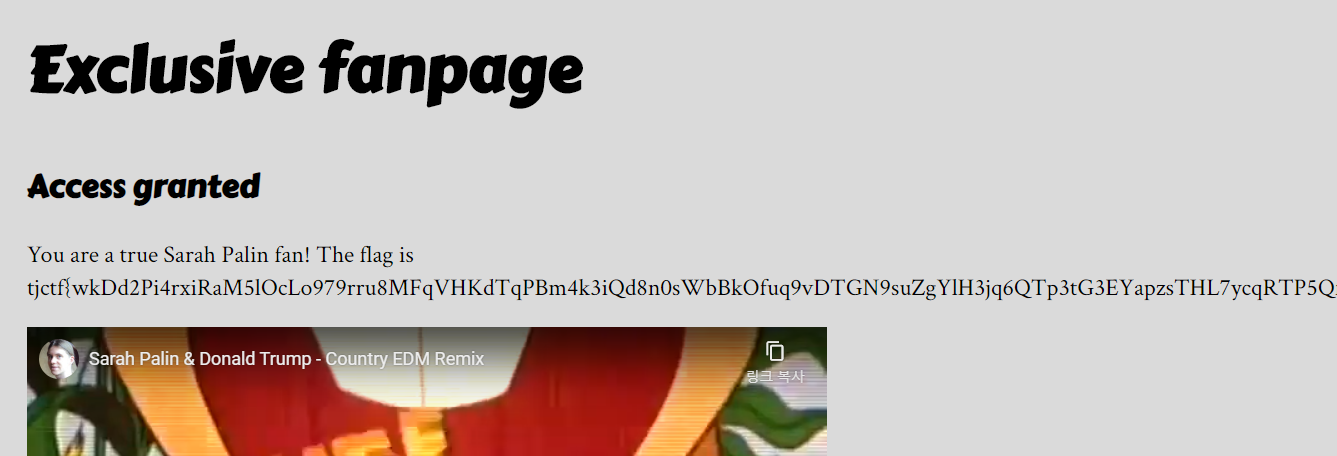 Exclusive fanpage
Access granted
You are a true Sarah Palin fan! The flag is
tjctf{wkDd2Pi4rxiRaM5lOcLo979rru8MFqVHKdTqPBm4k3iQd8n0sWbBkOfuq9vDTGN9suZgYlH3jq6QTp3tG3EYapzsTHL7ycqRTP5Q
Sarah Palin & Donald Trump - Country EDM Remix
링크 복사